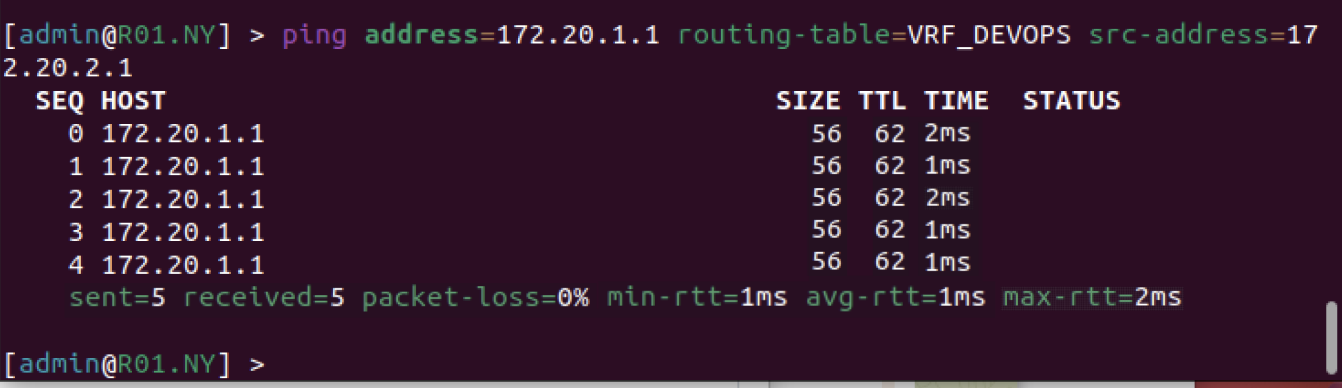 [admin@R01.NY] > ping address=172.20.1.1 routing-table=VRF_DEVOPS src-address=17
2.20.2.1
SEQ HOST SIZE TTL TIME STATUS
0 172.20.1.1 56 62 2ms
1 172.20.1.1 56 62 1ms
2 172.20.1.1 56 62 2ms
3 172.20.1.1 56 62 1ms
4 172.20.1.1 56 62 1ms
sent=5 received=5 packet-loss=0% min-rtt=1ms avg-rtt=1ms max-rtt=2ms
[admin@R01.NY] >